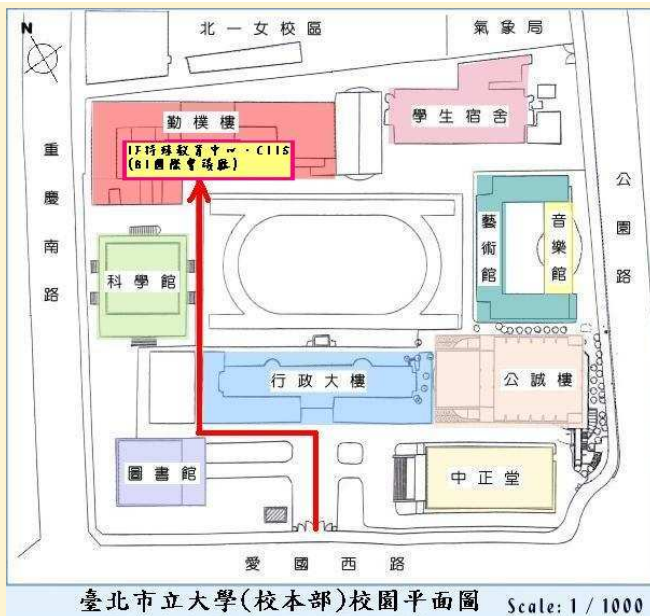 N
北一女校區
氣象局
勤樸樓
1F特殊教育中心-C115
(B1國際會議廳)
學生宿舍
重慶南路
公園路
科學館
藝術館
音樂館
行政大樓
公誠樓
圖書館
中正堂
愛國西路
臺北市立大學(校本部)校園平面圖 Scale: 1 / 1000